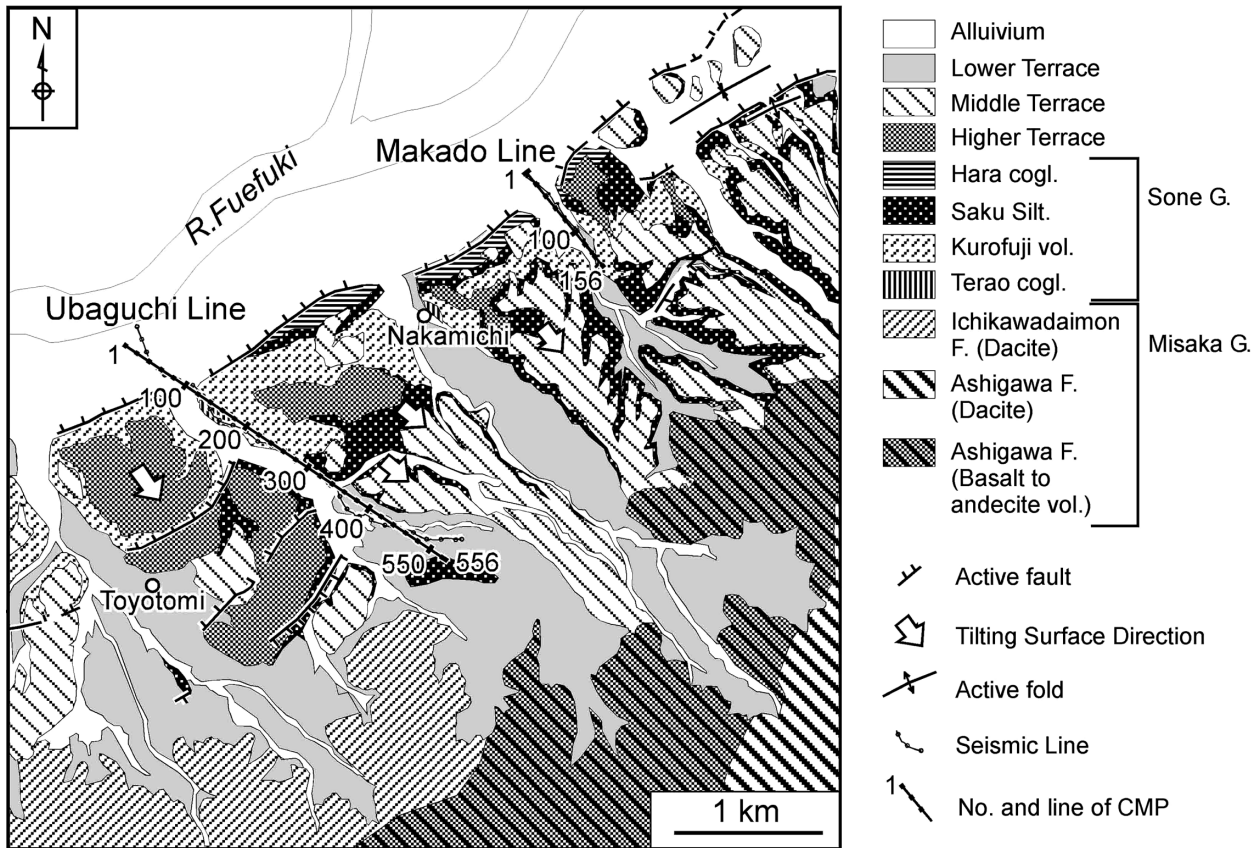 N
R.Fuefuki
Makado Line
1
100
156
Ubaguchi Line
1
100
200
300
400
550
556
Nakamichi
Toyotomi
1 km
Alluivium
Lower Terrace
Middle Terrace
Higher Terrace
Hara cogl.
Saku Silt.
Kurofuji vol.
Terao cogl.
Sone G.
Ichikawadaimon
F. (Dacite)
Ashigawa F.
(Dacite)
Ashigawa F.
(Basalt to
andecite vol.)
Misaka G.
Active fault
Tilting Surface Direction
Active fold
Seismic Line
1
No. and line of CMP